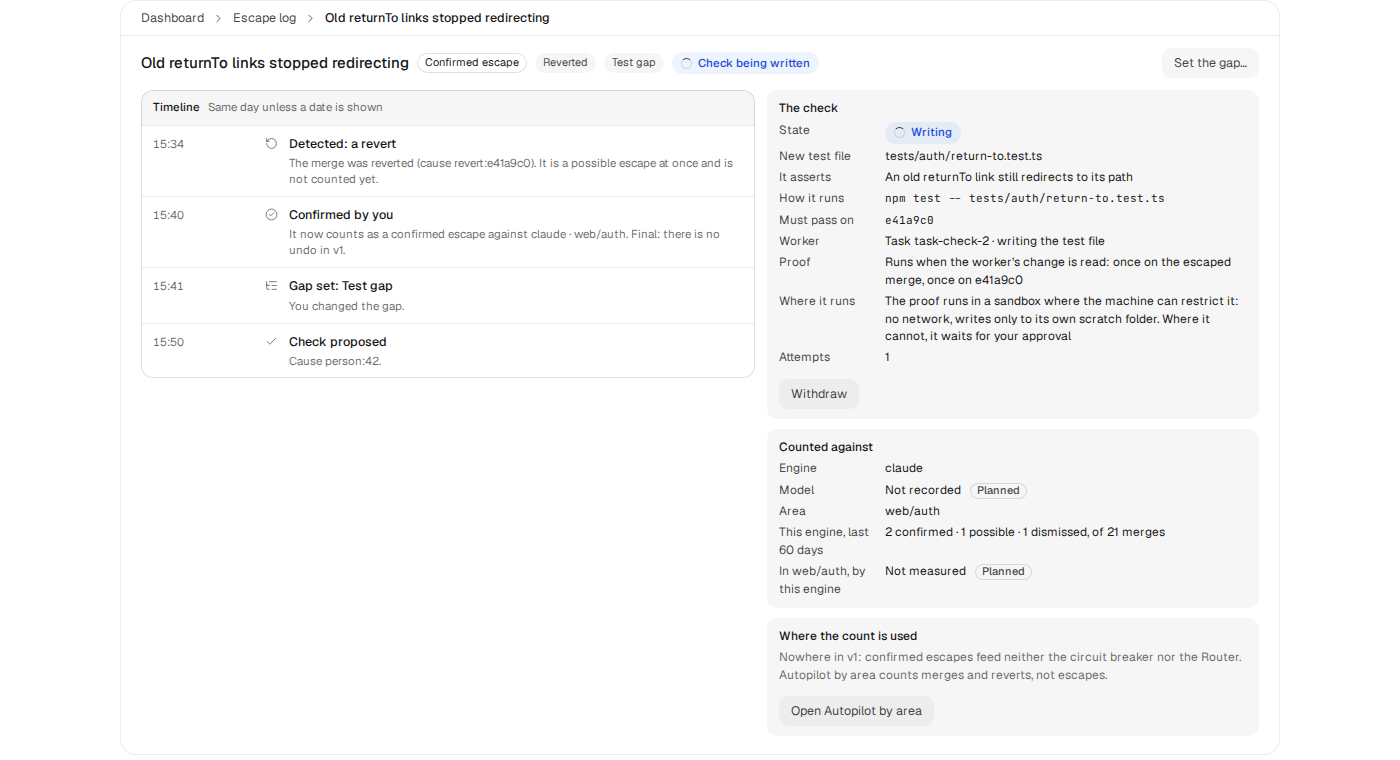 Dashboard > Escape log > Old returnTo links stopped redirecting
Old returnTo links stopped redirecting Confirmed escape Reverted Test gap Check being written Set the gap…
Timeline Same day unless a date is shown
15:34 Detected: a revert
The merge was reverted (cause revert:e41a9c0). It is a possible escape at once and is
not counted yet.
15:40 Confirmed by you
It now counts as a confirmed escape against claude · web/auth. Final: there is no
undo in v1.
15:41 Gap set: Test gap
You changed the gap.
15:50 Check proposed
Cause person:42.
The check
State Writing
New test file tests/auth/return-to.test.ts
It asserts An old returnTo link still redirects to its path
How it runs npm test -- tests/auth/return-to.test.ts
Must pass on e41a9c0
Worker Task task-check-2 · writing the test file
Proof Runs when the worker's change is read: once on the escaped
merge, once on e41a9c0
Where it runs The proof runs in a sandbox where the machine can restrict it:
no network, writes only to its own scratch folder. Where it
cannot, it waits for your approval
Attempts 1
Withdraw
Counted against
Engine claude
Model Not recorded Planned
Area web/auth
This engine, last 2 confirmed · 1 possible · 1 dismissed, of 21 merges
60 days
In web/auth, by Not measured Planned
this engine
Where the count is used
Nowhere in v1: confirmed escapes feed neither the circuit breaker nor the Router.
Autopilot by area counts merges and reverts, not escapes.
Open Autopilot by area